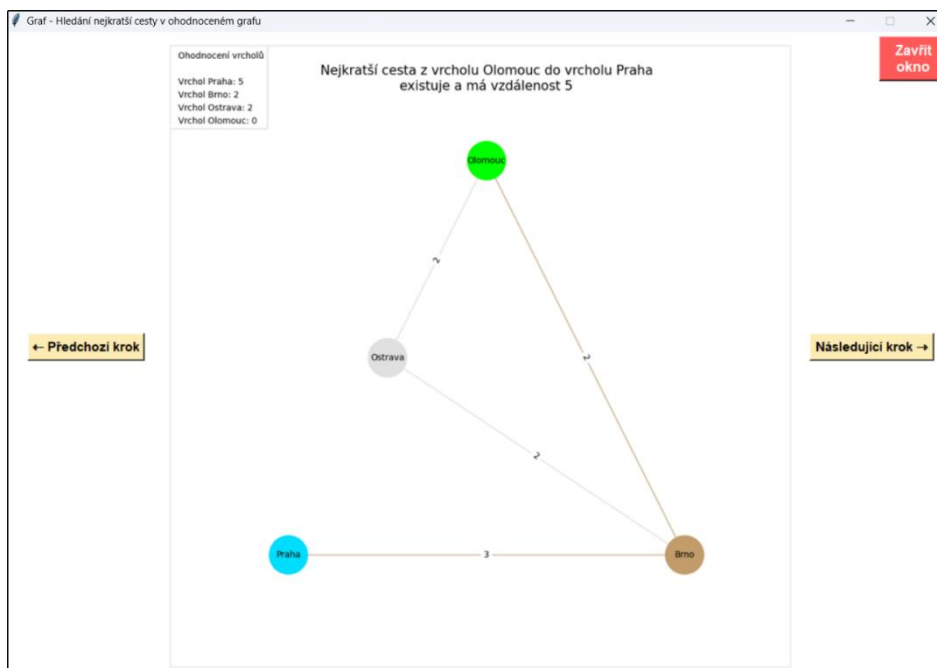 Graf - Hledání nejkratší cesty v ohodnoceném grafu
Zavřít
okno
Ohodnocení vrcholů
Vrchol Praha: 5
Vrchol Brno: 2
Vrchol Ostrava: 2
Vrchol Olomouc: 0
Nejkratší cesta z vrcholu Olomouc do vrcholu Praha
existuje a má vzdálenost 5
Olomouc
2
← Předchozí krok
Ostrava
2
Následující krok →
2
Praha
3
Brno